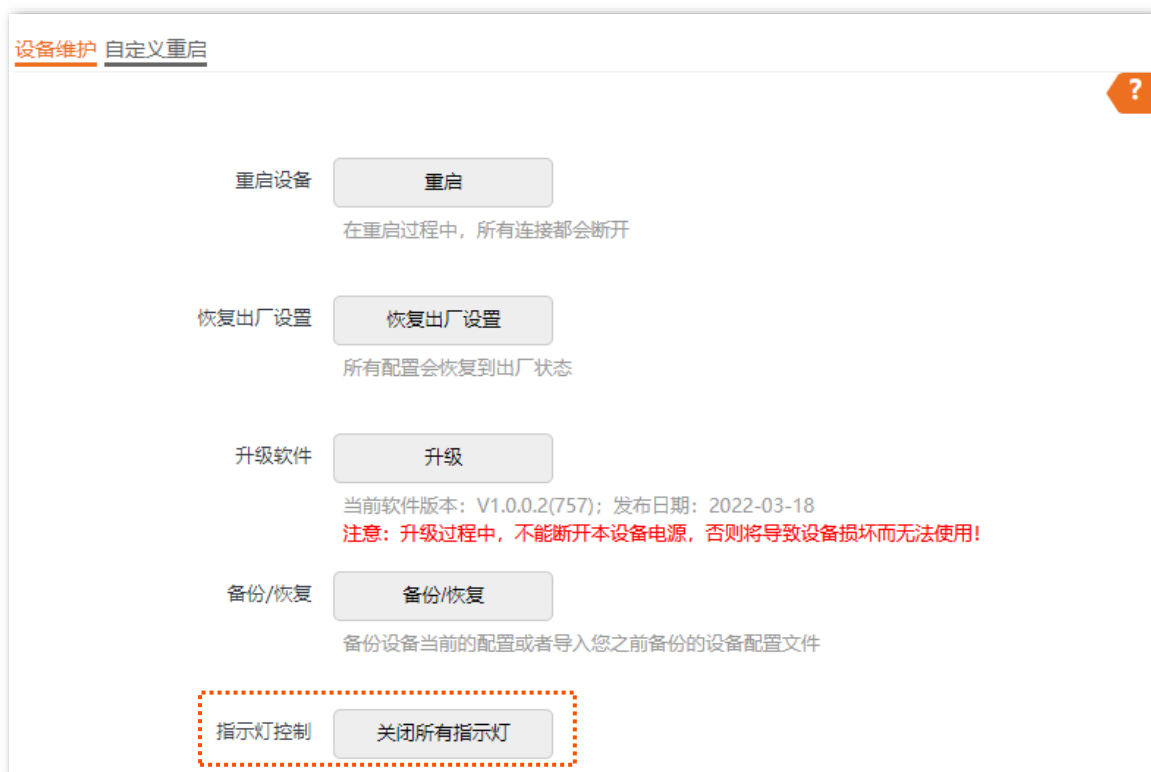 设备维护 自定义重启
?
重启设备 重启
在重启过程中，所有连接都会断开
恢复出厂设置 恢复出厂设置
所有配置会恢复到出厂状态
升级软件 升级
当前软件版本：V1.0.0.2(757)；发布日期：2022-03-18
注意：升级过程中，不能断开本设备电源，否则将导致设备损坏而无法使用！
备份/恢复 备份/恢复
备份设备当前的配置或者导入您之前备份的设备配置文件
指示灯控制 关闭所有指示灯